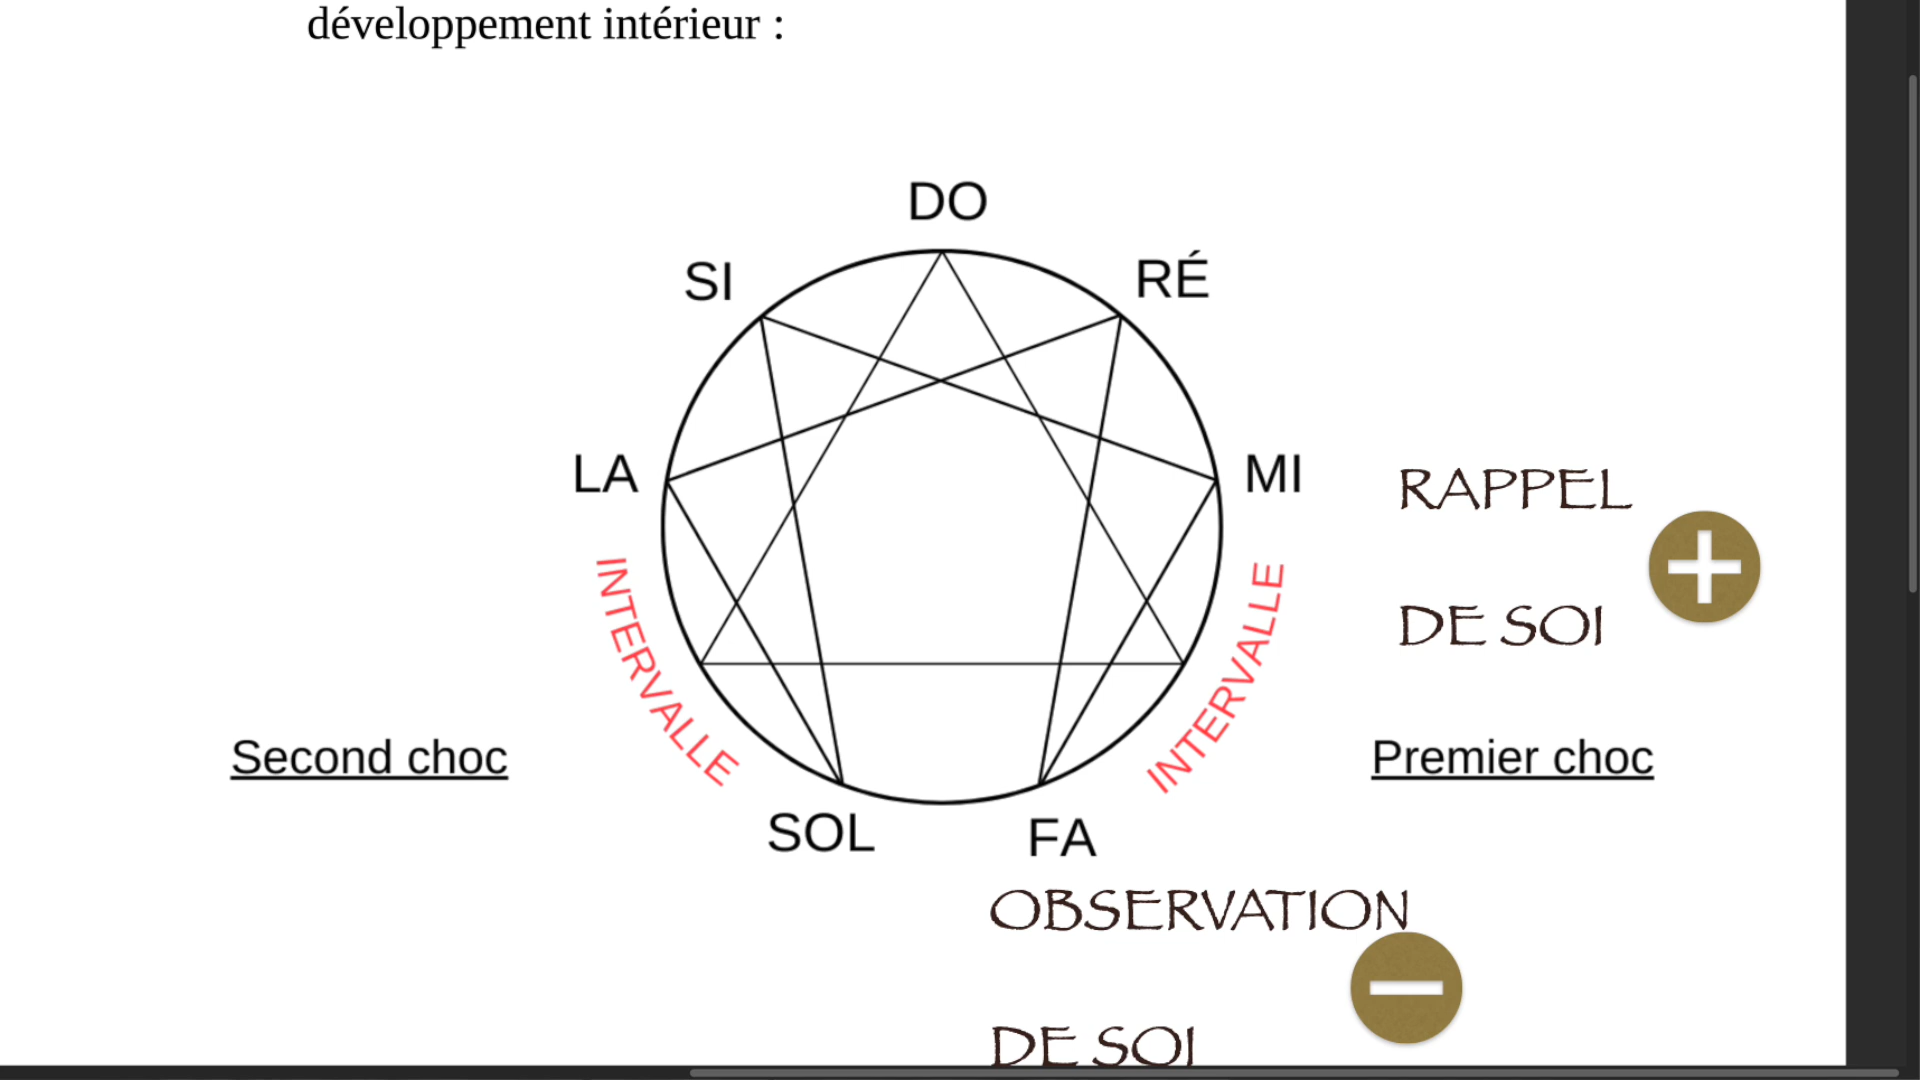 développement intérieur :
DO
SI
RÉ
LA
MI
RAPPEL
DE SOI
INTERVALLE
INTERVALLE
Second choc
Premier choc
SOL
FA
OBSERVATION
DE SOI